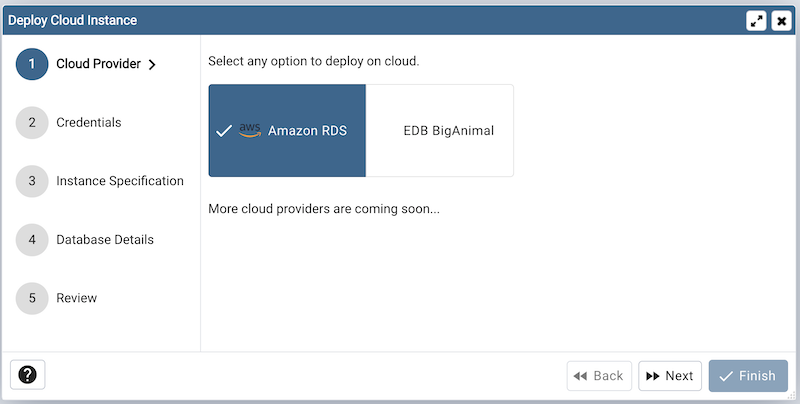 Deploy Cloud Instance
1 Cloud Provider
2 Credentials
3 Instance Specification
4 Database Details
5 Review
Select any option to deploy on cloud.
aws Amazon RDS
EDB BigAnimal
More cloud providers are coming soon...
?
Back
Next
Finish